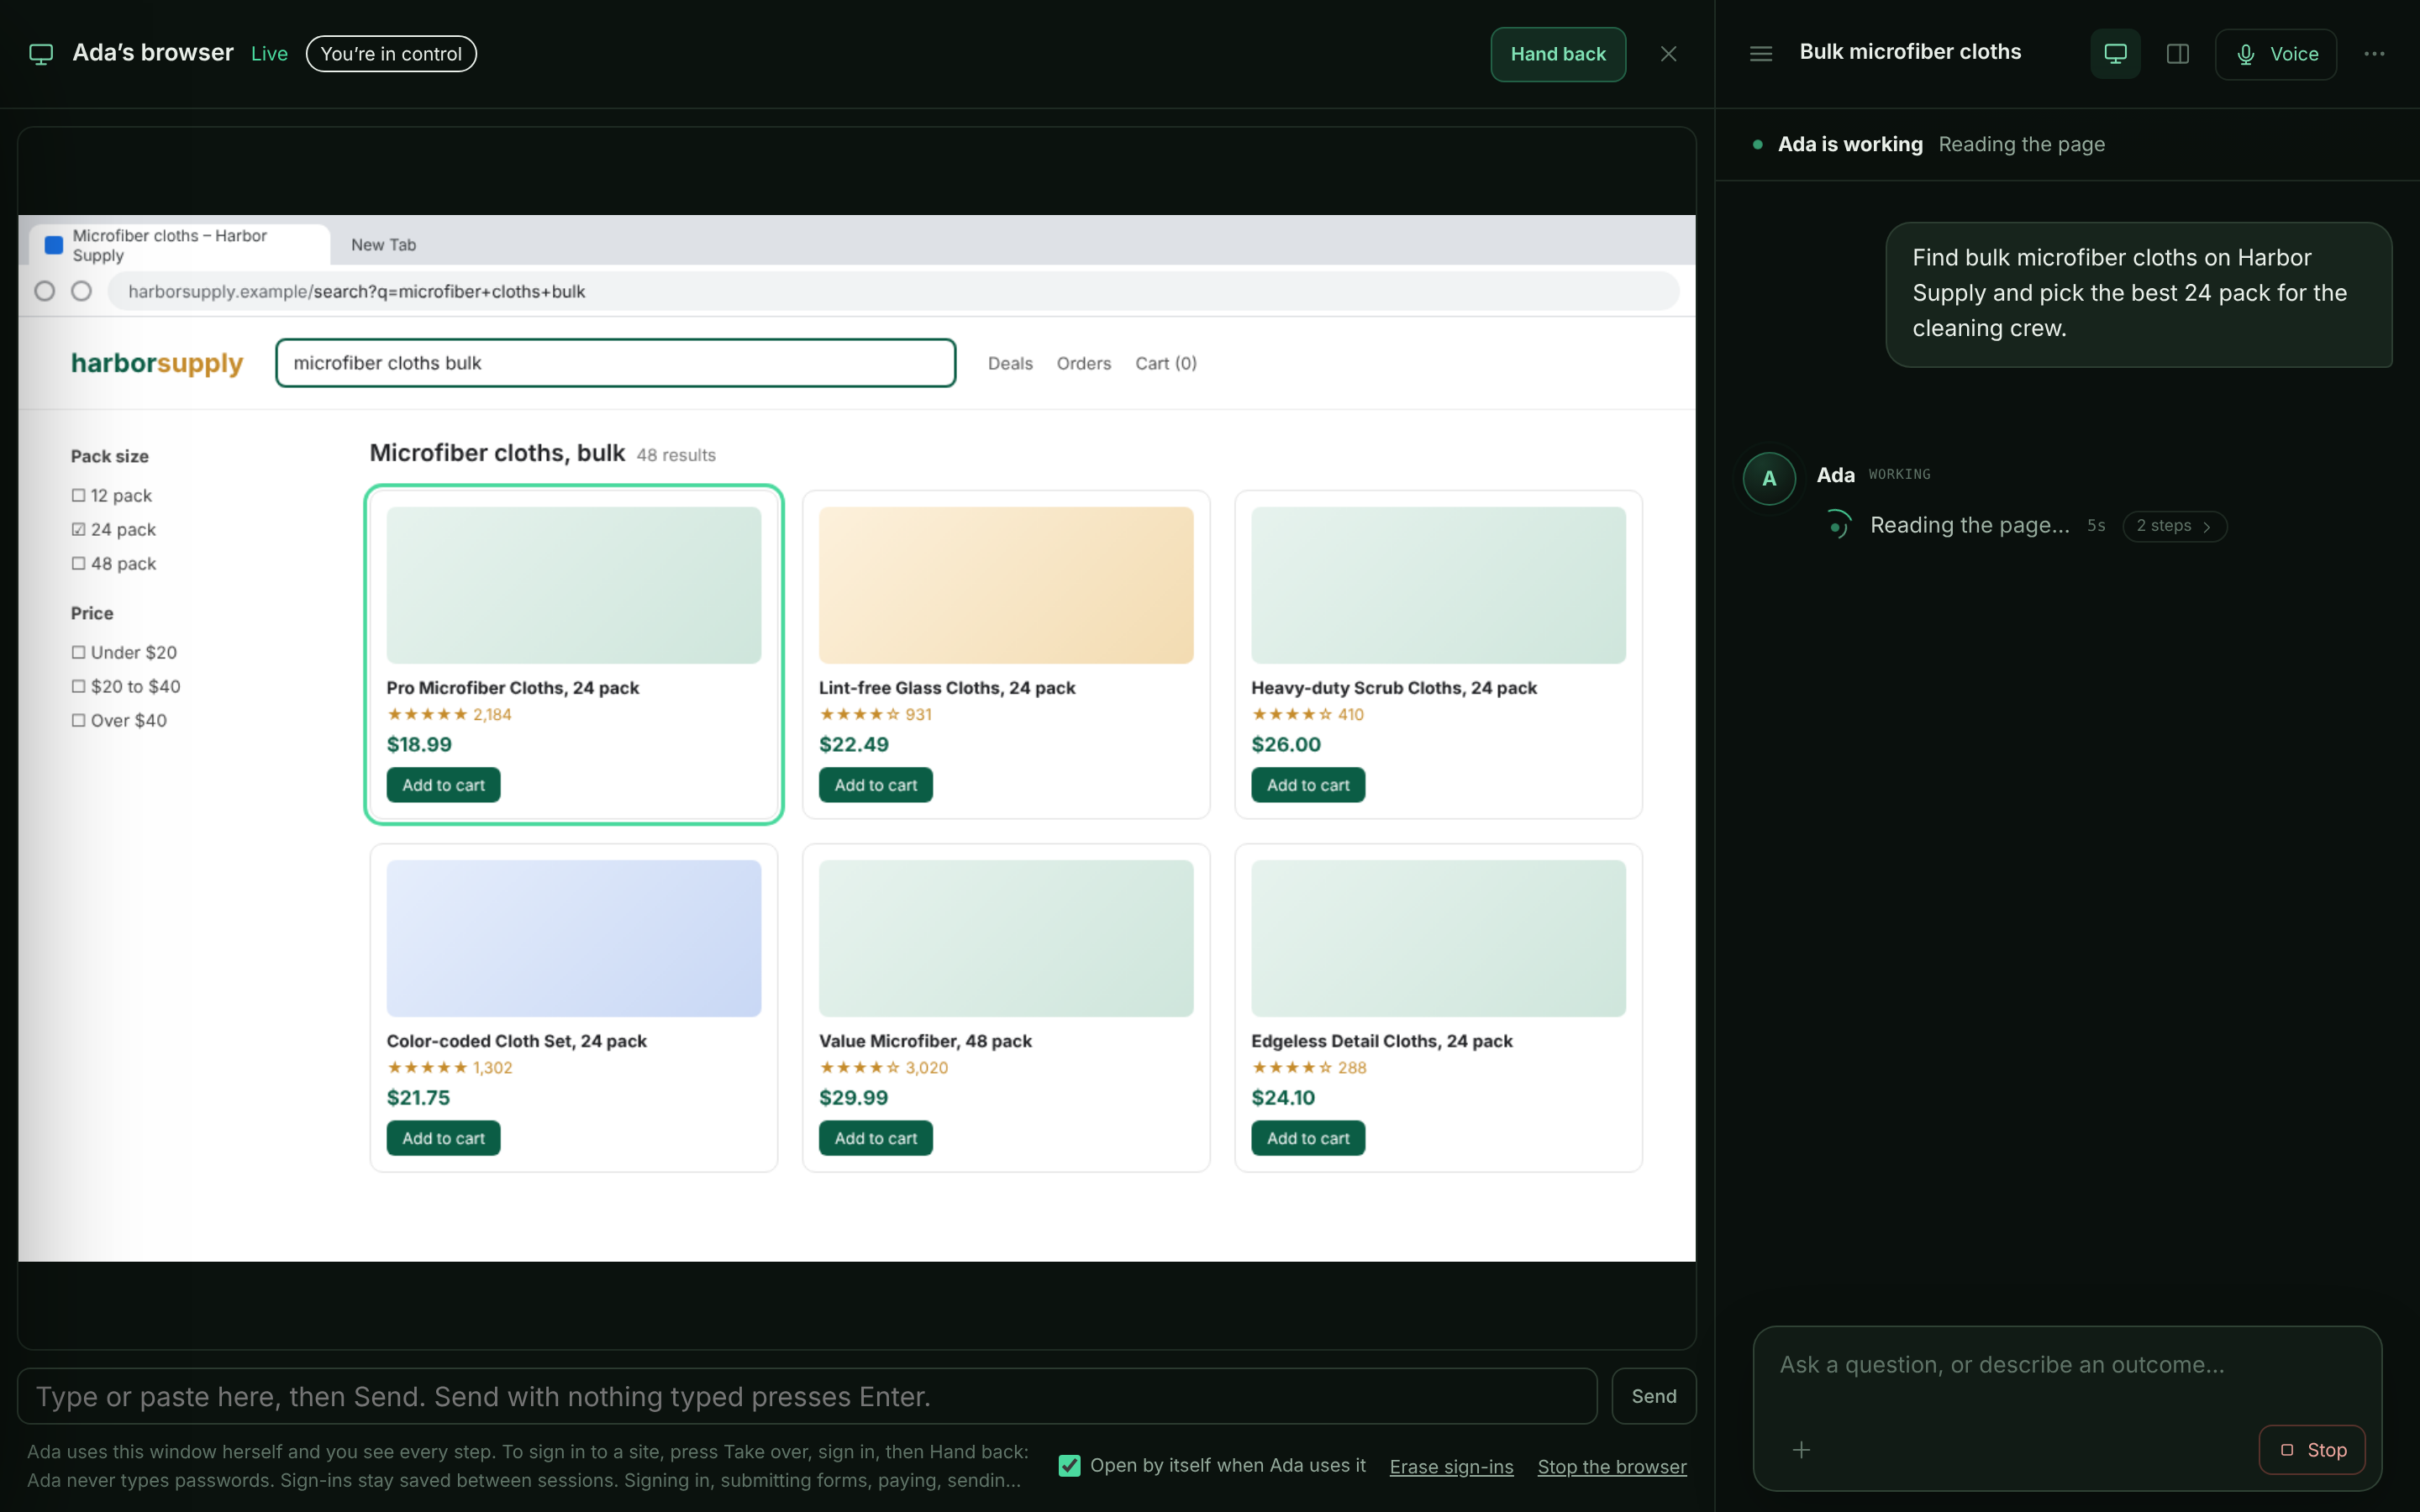 Ada’s browser Live You’re in control Hand back
Bulk microfiber cloths Voice
Ada is working Reading the page
Find bulk microfiber cloths on Harbor
Supply and pick the best 24 pack for the
cleaning crew.
A Ada WORKING
Reading the page... 5s 2 steps
Microfiber cloths – Harbor
Supply
New Tab
harborsupply.example/search?q=microfiber+cloths+bulk
harborsupply microfiber cloths bulk Deals Orders Cart (0)
Pack size
12 pack
24 pack
48 pack
Price
Under $20
$20 to $40
Over $40
Microfiber cloths, bulk 48 results
Pro Microfiber Cloths, 24 pack
★★★★★ 2,184
$18.99
Add to cart
Lint-free Glass Cloths, 24 pack
★★★★☆ 931
$22.49
Add to cart
Heavy-duty Scrub Cloths, 24 pack
★★★★☆ 410
$26.00
Add to cart
Color-coded Cloth Set, 24 pack
★★★★★ 1,302
$21.75
Add to cart
Value Microfiber, 48 pack
★★★★☆ 3,020
$29.99
Add to cart
Edgeless Detail Cloths, 24 pack
★★★★☆ 288
$24.10
Add to cart
Type or paste here, then Send. Send with nothing typed presses Enter. Send
Ada uses this window herself and you see every step. To sign in to a site, press Take over, sign in, then Hand back:
Ada never types passwords. Sign-ins stay saved between sessions. Signing in, submitting forms, paying, sendin...
Open by itself when Ada uses it Erase sign-ins Stop the browser
Ask a question, or describe an outcome...
Stop